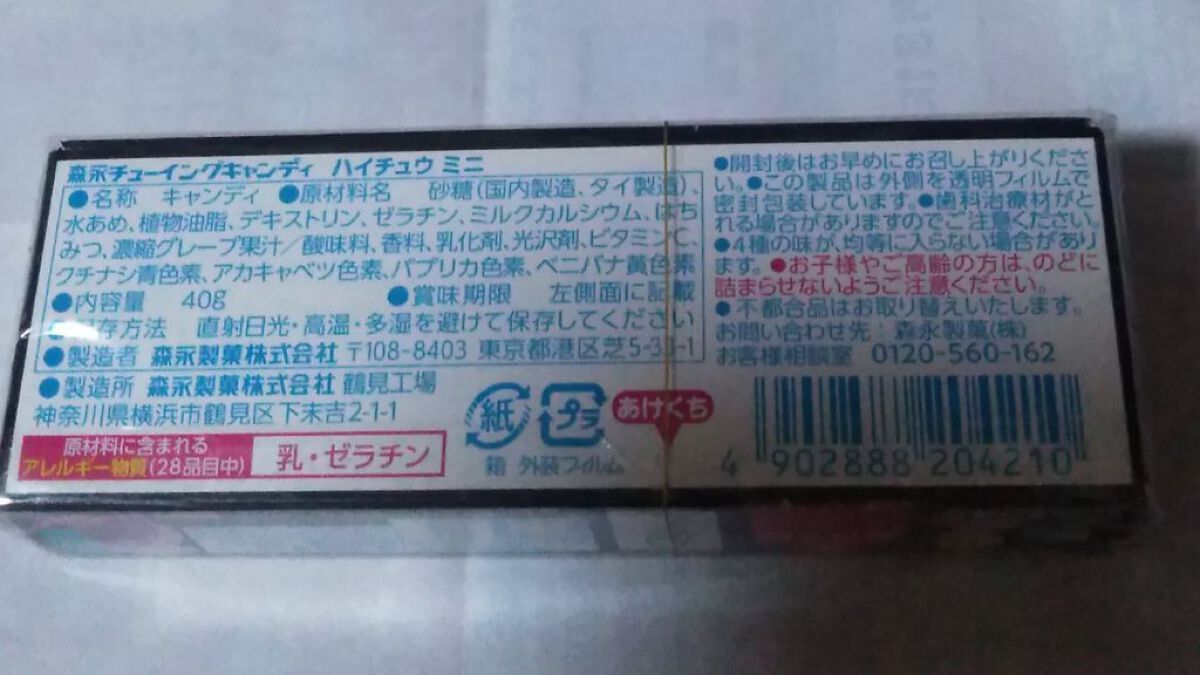 森永チューイングキャンディ ハイチュウ ミニ
●名称 キャンディ ●原材料名 砂糖(国内製造、タイ製造)、
水あめ、植物油脂、デキストリン、ゼラチン、ミルクカルシウム、はち
みつ、濃縮グレープ果汁/酸味料、香料、乳化剤、光沢剤、ビタミンC、
クチナシ青色素、アカキャベツ色素、パプリカ色素、ベニバナ黄色素
●内容量 40g ●賞味期限 左側面に記載
●保存方法 直射日光・高温・多湿を避けて保存してください
●製造者 森永製菓株式会社 〒108-8403 東京都港区芝5-33-1
●製造所 森永製菓株式会社 鶴見工場
神奈川県横浜市鶴見区下末吉2-1-1
原材料に含まれる
アレルギー物質(28品目中)
乳・ゼラチン
紙
箱
プラ
外装フィルム
あけくち
●開封後はお早めにお召し上がりくださ
い。●この製品は外側を透明フィルムで
密封包装しています。●歯科治療材がと
れる場合がありますのでご注意ください。
●4種の味が、均等に入らない場合があり
ます。●お子様やご高齢の方は、のどに
詰まらせないようご注意ください。
●不都合品はお取り替えいたします。
お問い合わせ先:森永製菓(株)
お客様相談室 0120-560-162
4 902888 204210